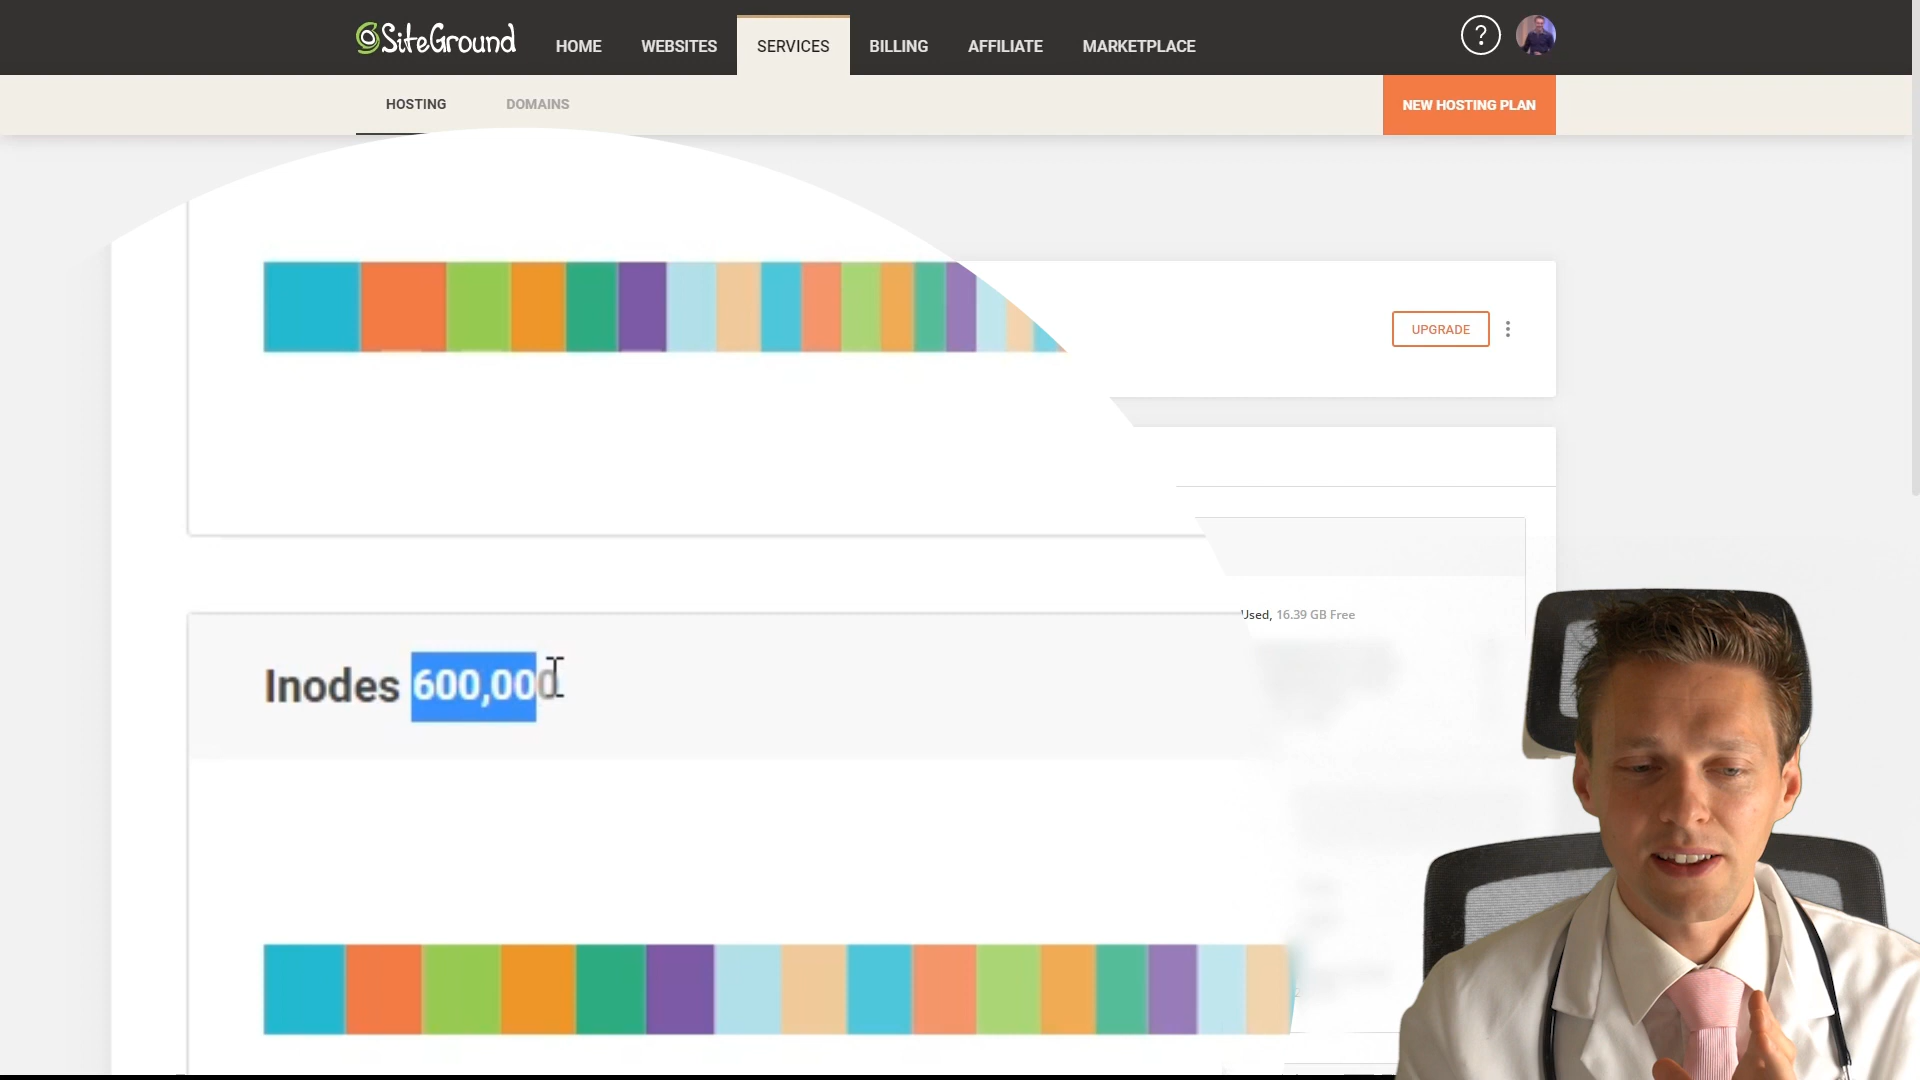 SiteGround HOME WEBSITES SERVICES BILLING AFFILIATE MARKETPLACE ?
HOSTING DOMAINS NEW HOSTING PLAN
UPGRADE
Used, 16.39 GB Free
Inodes 600,000